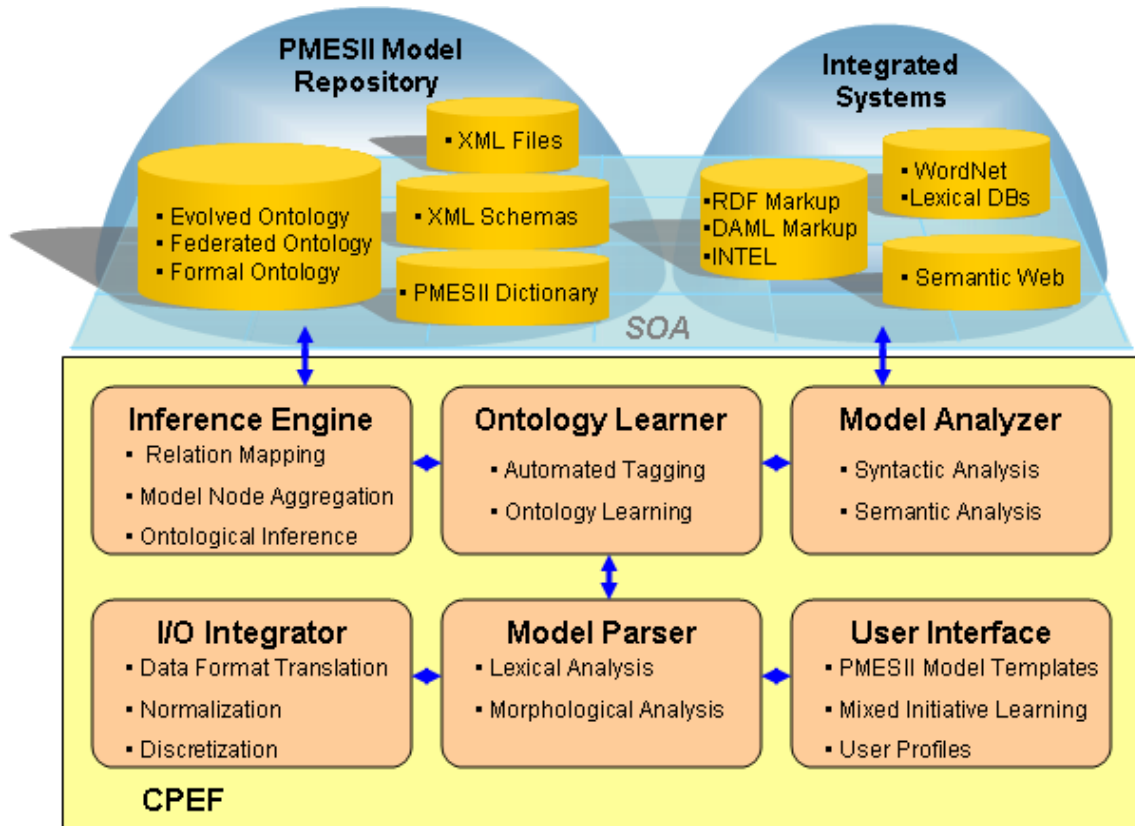 PMESII Model
Repository
▪ XML Files
▪ Evolved Ontology
▪ Federated Ontology
▪ Formal Ontology
▪ XML Schemas
▪ PMESII Dictionary
Integrated
Systems
▪ WordNet
▪Lexical DBs
▪RDF Markup
▪DAML Markup
▪INTEL
▪ Semantic Web
SOA
Inference Engine
▪ Relation Mapping
▪ Model Node Aggregation
▪ Ontological Inference
Ontology Learner
▪ Automated Tagging
▪ Ontology Learning
Model Analyzer
▪ Syntactic Analysis
▪ Semantic Analysis
I/O Integrator
▪ Data Format Translation
▪ Normalization
▪ Discretization
Model Parser
▪ Lexical Analysis
▪ Morphological Analysis
User Interface
▪ PMESII Model Templates
▪ Mixed Initiative Learning
▪ User Profiles
CPEF